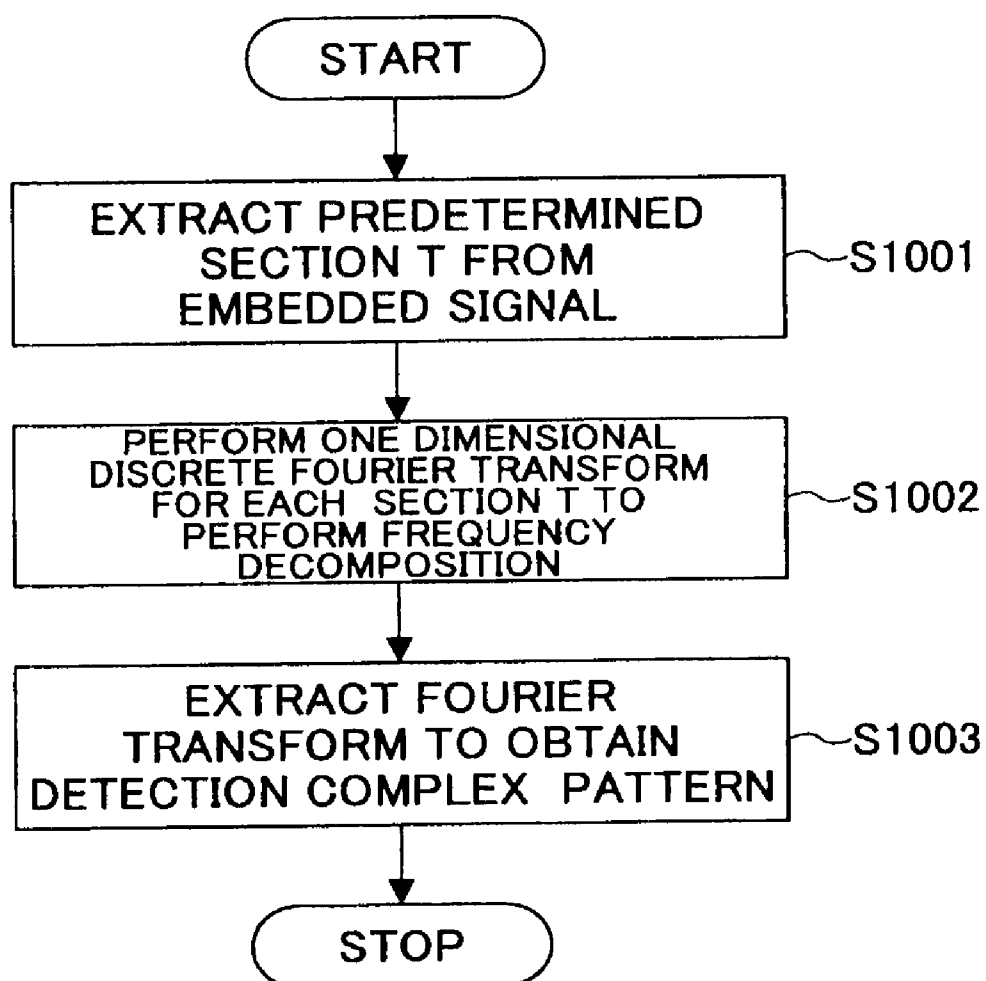 START
EXTRACT PREDETERMINED
SECTION T FROM
EMBEDDED SIGNAL
S1001
PERFORM ONE DIMENSIONAL
DISCRETE FOURIER TRANSFORM
FOR EACH SECTION T TO
PERFORM FREQUENCY
DECOMPOSITION
S1002
EXTRACT FOURIER
TRANSFORM TO OBTAIN
DETECTION COMPLEX PATTERN
S1003
STOP